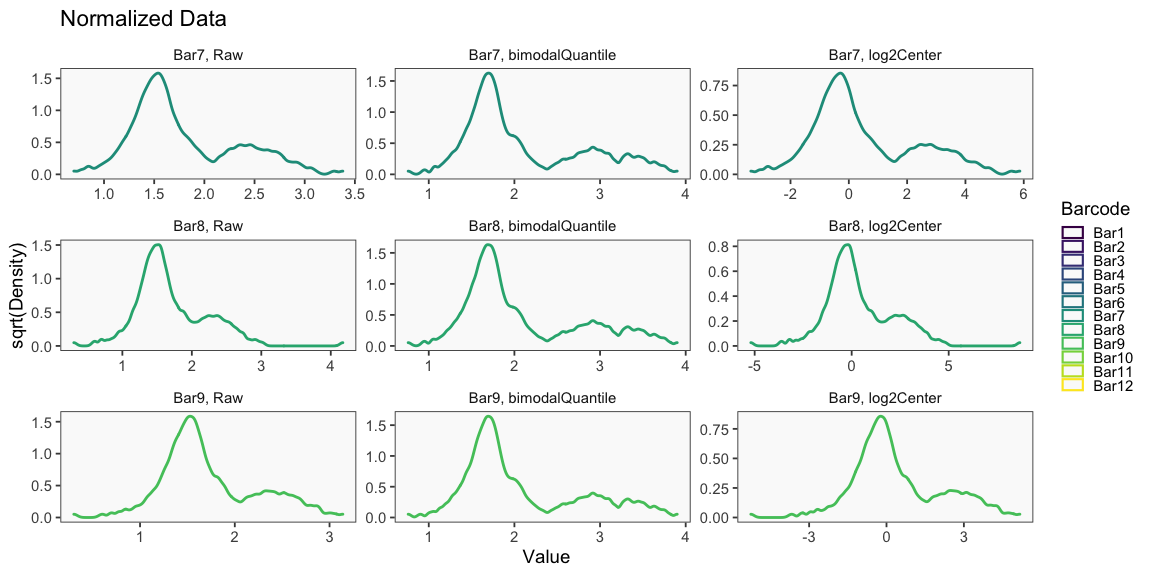 Normalized Data
Bar7, Raw
Bar7, bimodalQuantile
Bar7, log2Center
1.5
1.0
0.5
0.0
1.0 1.5 2.0 2.5 3.0 3.5
1.5
1.0
0.5
0.0
1 2 3 4
0.75
0.50
0.25
0.00
-2 0 2 4 6
Bar8, Raw
Bar8, bimodalQuantile
Bar8, log2Center
1.5
1.0
0.5
0.0
1 2 3 4
1.5
1.0
0.5
0.0
1 2 3 4
0.8
0.6
0.4
0.2
0.0
-5 0 5
Bar9, Raw
Bar9, bimodalQuantile
Bar9, log2Center
1.5
1.0
0.5
0.0
1 2 3
1.5
1.0
0.5
0.0
1 2 3 4
0.75
0.50
0.25
0.00
-3 0 3
sqrt(Density)
Value
Barcode
Bar1
Bar2
Bar3
Bar4
Bar5
Bar6
Bar7
Bar8
Bar9
Bar10
Bar11
Bar12